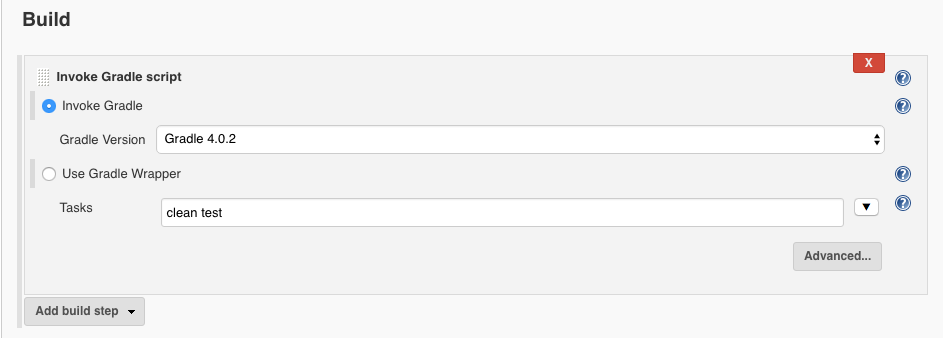 Build
X
Invoke Gradle script
?
Invoke Gradle
?
Gradle Version Gradle 4.0.2
Use Gradle Wrapper
?
Tasks clean test
?
Advanced...
Add build step